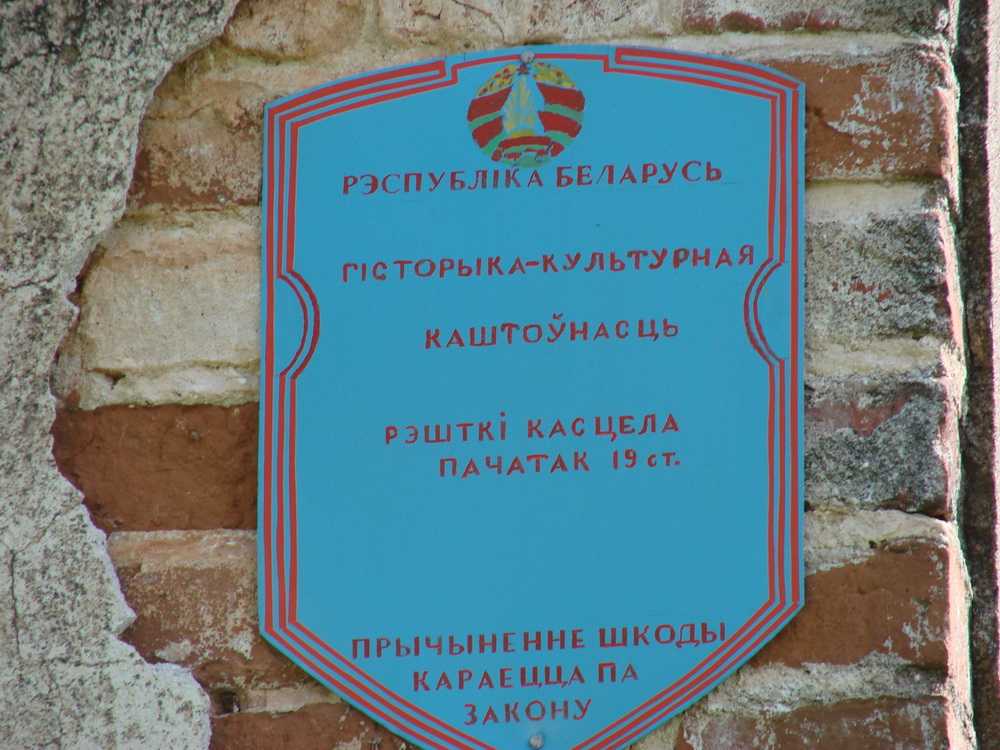 РЭСПУБЛІКА БЕЛАРУСЬ
ГІСТОРЫКА-КУЛЬТУРНАЯ
КАШТОЎНАСЦЬ
РЭШТКІ КАСЦЕЛА
ПАЧАТАК 19 ст.
ПРЫЧЫНЕННЕ ШКОДЫ
КАРАЕЦЦА ПА
ЗАКОНУ